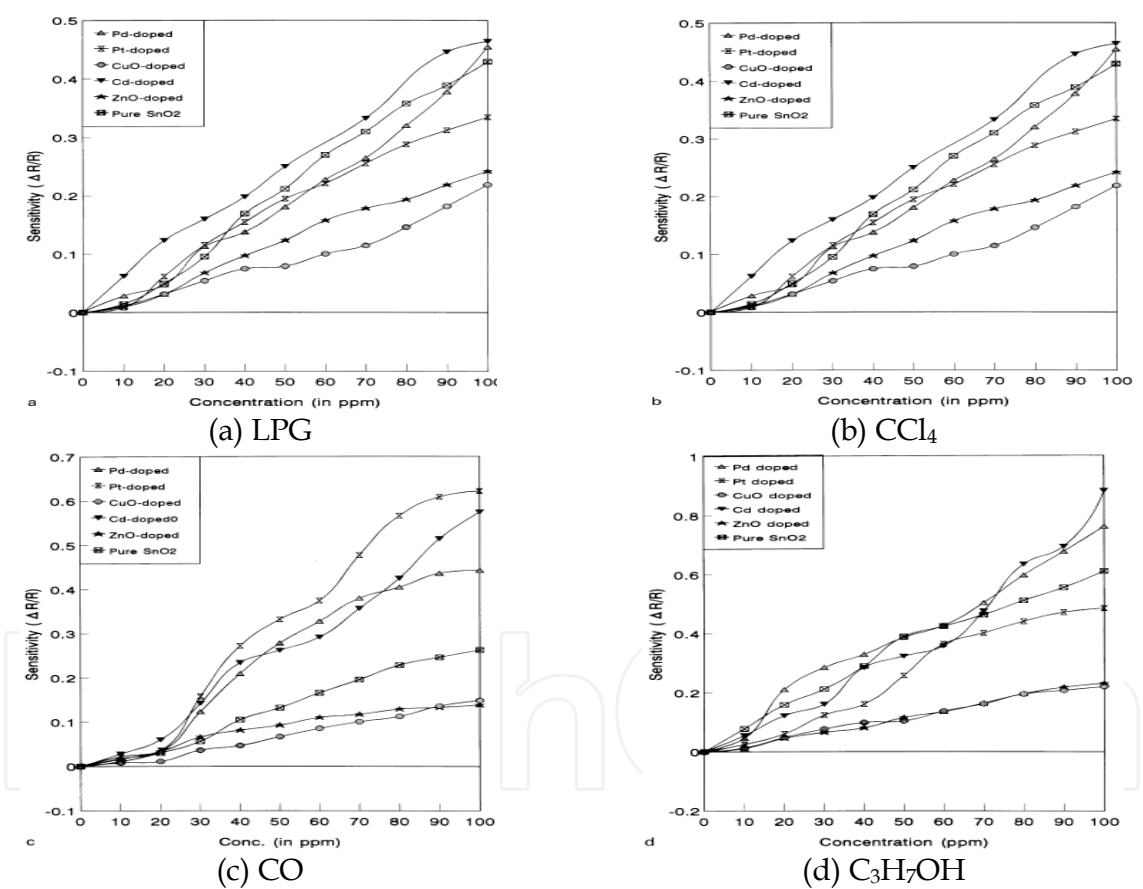 0.5
0.4
0.3
0.2
0.1
0
-0.1
Sensitivity (ΔR/R)
Pd-doped
Pt-doped
CuO-doped
Cd-doped
ZnO-doped
Pure SnO2
0 10 20 30 40 50 60 70 80 90 100
a Concentration (in ppm)
(a) LPG
0.5
0.4
0.3
0.2
0.1
0
-0.1
Sensitivity (ΔR/R)
Pd-doped
Pt-doped
CuO-doped
Cd-doped
ZnO-doped
Pure SnO2
0 10 20 30 40 50 60 70 80 90 100
b Concentration (in ppm)
(b) CCl₄
0.7
0.6
0.5
0.4
0.3
0.2
0.1
0
-0.1
Sensitivity (ΔR/R)
Pd-doped
Pt-doped
CuO-doped
Cd-doped0
ZnO-doped
Pure SnO2
0 10 20 30 40 50 60 70 80 90 100
c Conc. (in ppm)
(c) CO
1
0.8
0.6
0.4
0.2
0
-0.2
Sensitivity (ΔR/R)
Pd doped
Pt doped
CuO doped
Cd doped
ZnO doped
Pure SnO2
0 10 20 30 40 50 60 70 80 90 100
d Concentration (ppm)
(d) C₃H₇OH